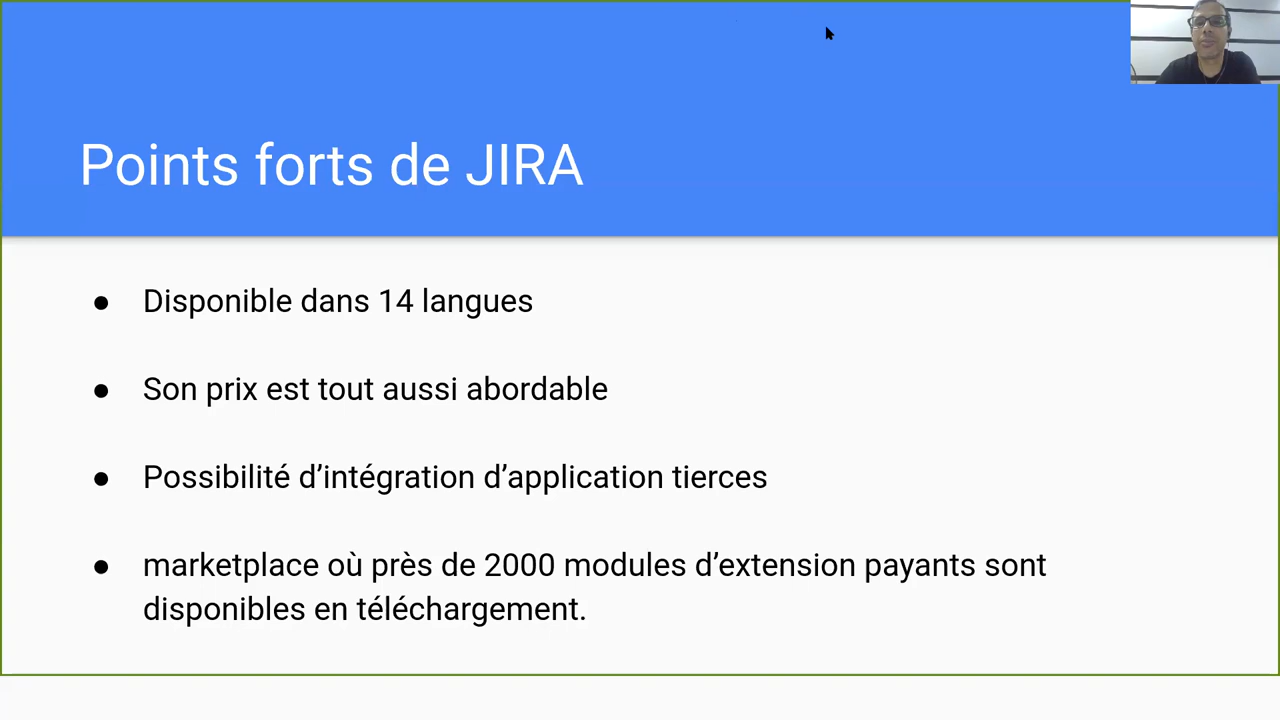 Points forts de JIRA
● Disponible dans 14 langues
● Son prix est tout aussi abordable
● Possibilité d’intégration d’application tierces
● marketplace où près de 2000 modules d’extension payants sont
disponibles en téléchargement.